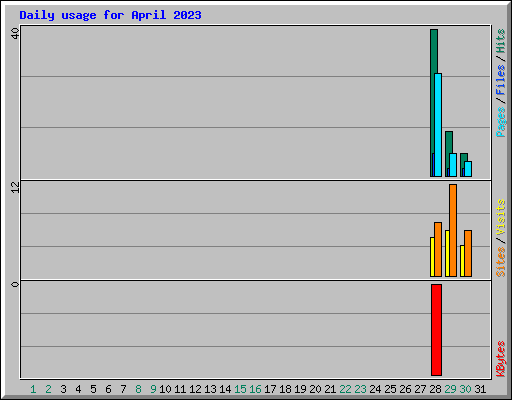 Daily usage for April 2023
40
12
0
Pages / Files / Hits
Sites / Visits
KBytes
1 2 3 4 5 6 7 8 9 10 11 12 13 14 15 16 17 18 19 20 21 22 23 24 25 26 27 28 29 30 31